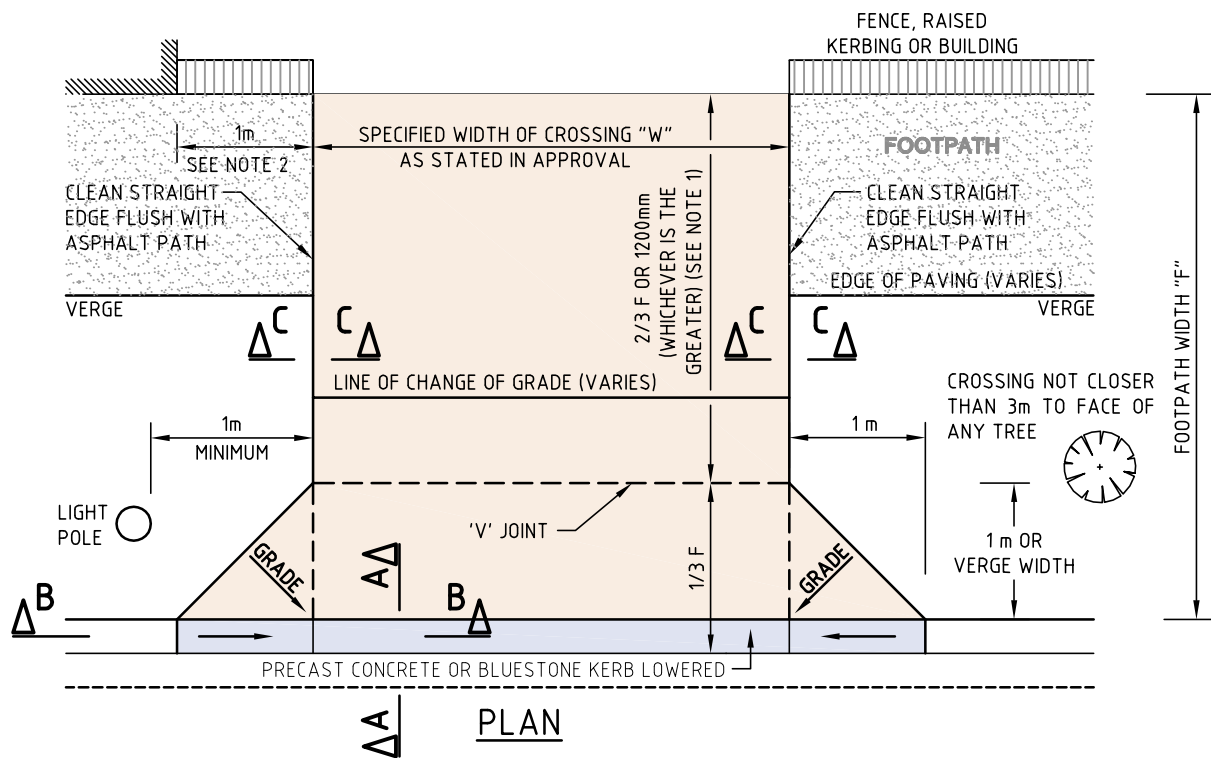 FENCE, RAISED
KERBING OR BUILDING
1m
SEE NOTE 2
SPECIFIED WIDTH OF CROSSING "W"
AS STATED IN APPROVAL
FOOTPATH
CLEAN STRAIGHT
EDGE FLUSH WITH
ASPHALT PATH
2/3 F OR 1200mm
(WHICHEVER IS THE
GREATER) (SEE NOTE 1)
CLEAN STRAIGHT
EDGE FLUSH WITH
ASPHALT PATH
EDGE OF PAVING (VARIES)
VERGE
VERGE
C
C
C
C
FOOTPATH WIDTH "F"
LINE OF CHANGE OF GRADE (VARIES)
CROSSING NOT CLOSER
THAN 3m TO FACE OF
ANY TREE
1m
MINIMUM
1 m
LIGHT
POLE
'V' JOINT
GRADE
A
1/3 F
GRADE
1 m OR
VERGE WIDTH
B
B
PRECAST CONCRETE OR BLUESTONE KERB LOWERED
A
PLAN